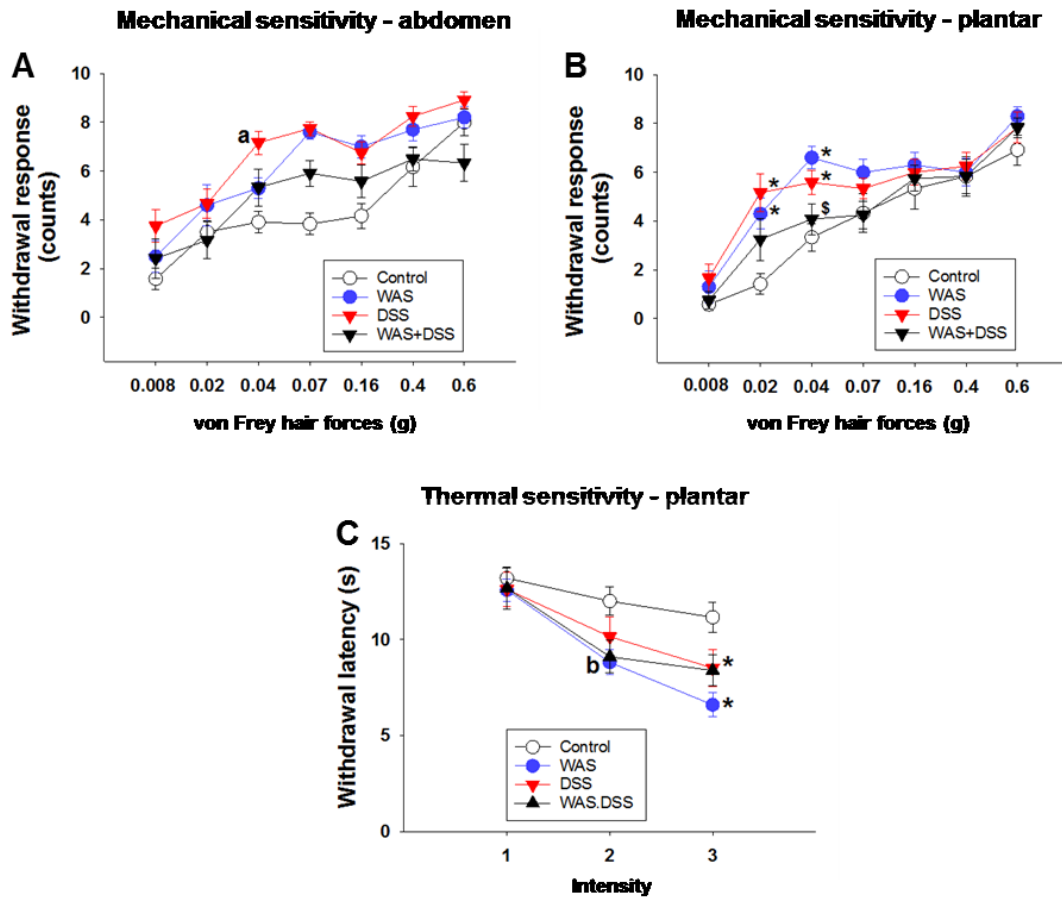 Mechanical sensitivity - abdomen
Mechanical sensitivity - plantar
A
Withdrawal response
(counts)
10
8
6
4
2
0
a
Control
WAS
DSS
WAS+DSS
0.008 0.02 0.04 0.07 0.16 0.4 0.6
von Frey hair forces (g)
B
Withdrawal response
(counts)
10
8
6
4
2
0
*
*
*
$
Control
WAS
DSS
WAS+DSS
0.008 0.02 0.04 0.07 0.16 0.4 0.6
von Frey hair forces (g)
Thermal sensitivity - plantar
C
Withdrawal latency (s)
15
10
5
0
b
*
*
Control
WAS
DSS
WAS.DSS
1 2 3
Intensity